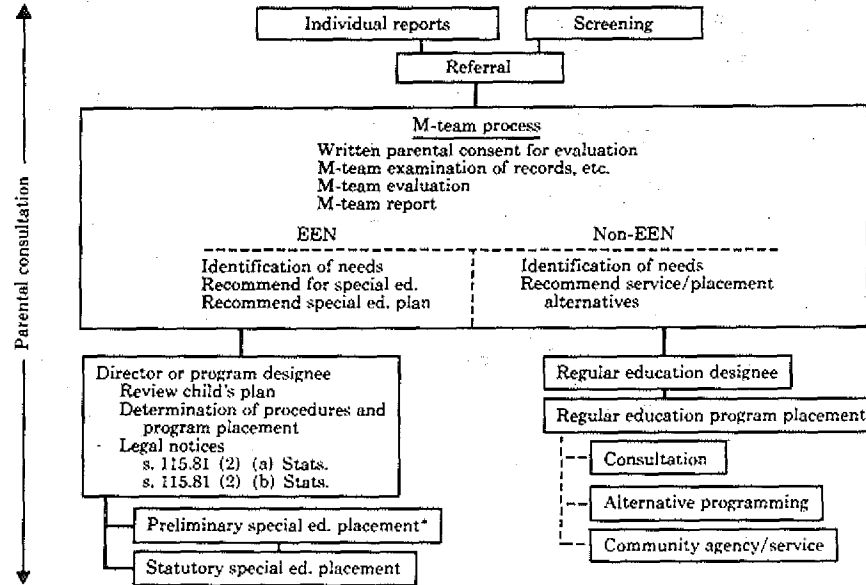 Individual reports
Screening
Referral
Parental consultation
M-team process
Written parental consent for evaluation
M-team examination of records, etc.
M-team evaluation
M-team report
EEN
Identification of needs
Recommend for special ed.
Recommend special ed. plan
Non-EEN
Identification of needs
Recommend service/placement
alternatives
Director or program designee
Review child's plan
Determination of procedures and
program placement
Legal notices
s. 115.81 (2) (a) Stats.
s. 115.81 (2) (b) Stats.
Preliminary special ed. placement*
Statutory special ed. placement
Regular education designee
Regular education program placement
Consultation
Alternative programming
Community agency/service